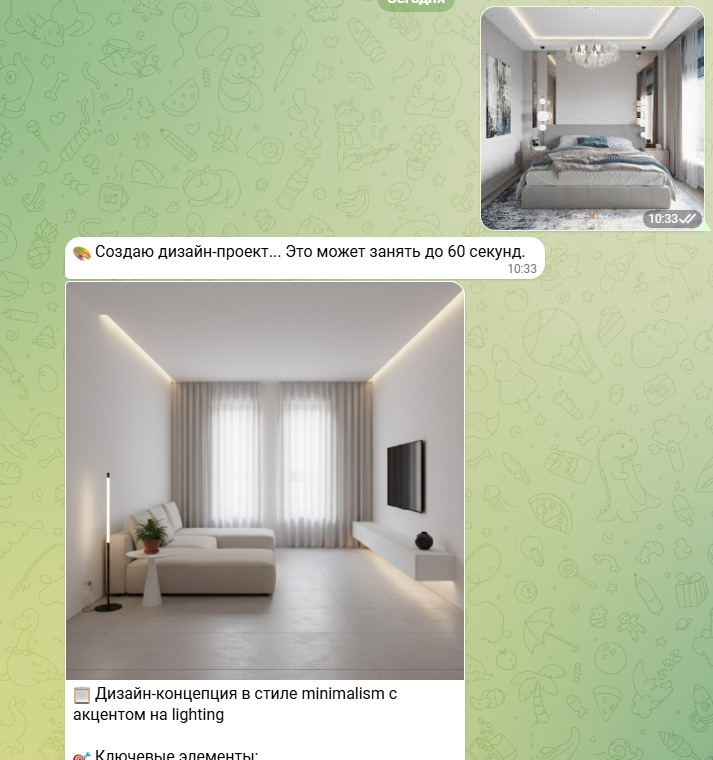 Сегодня
10:33
Создаю дизайн-проект... Это может занять до 60 секунд.
10:33
Дизайн-концепция в стиле minimalism с
акцентом на lighting
Ключевые элементы: